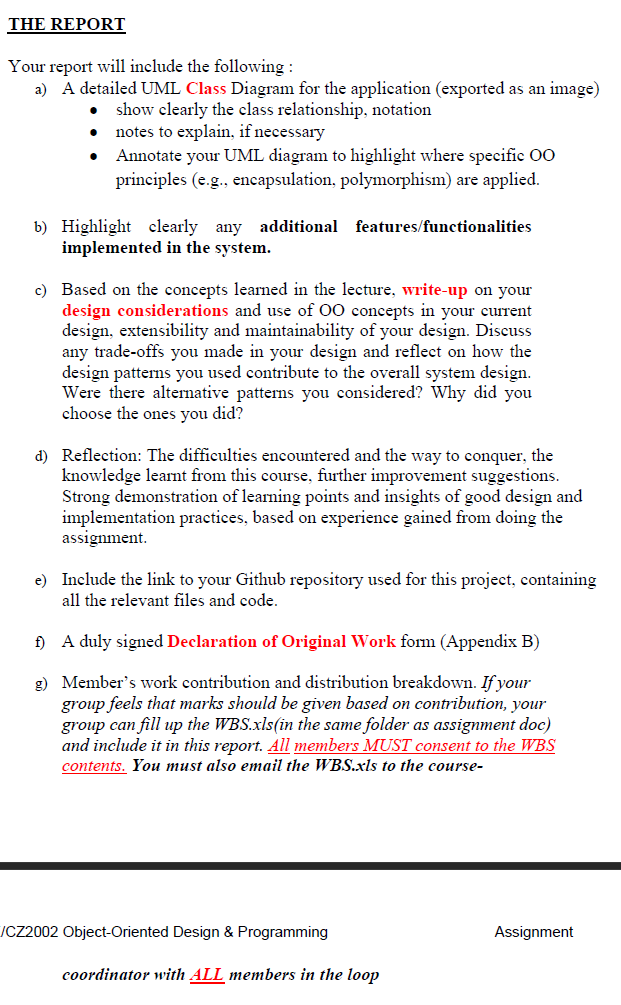 THE REPORT
Your report will include the following :
a) A detailed UML Class Diagram for the application (exported as an image)
• show clearly the class relationship, notation
• notes to explain, if necessary
• Annotate your UML diagram to highlight where specific OO
principles (e.g., encapsulation, polymorphism) are applied.
b) Highlight clearly any additional features/functionalities
implemented in the system.
c) Based on the concepts learned in the lecture, write-up on your
design considerations and use of OO concepts in your current
design, extensibility and maintainability of your design. Discuss
any trade-offs you made in your design and reflect on how the
design patterns you used contribute to the overall system design.
Were there alternative patterns you considered? Why did you
choose the ones you did?
d) Reflection: The difficulties encountered and the way to conquer, the
knowledge learnt from this course, further improvement suggestions.
Strong demonstration of learning points and insights of good design and
implementation practices, based on experience gained from doing the
assignment.
e) Include the link to your Github repository used for this project, containing
all the relevant files and code.
f) A duly signed Declaration of Original Work form (Appendix B)
g) Member's work contribution and distribution breakdown. If your
group feels that marks should be given based on contribution, your
group can fill up the WBS.xls(in the same folder as assignment doc)
and include it in this report. All members MUST consent to the WBS
contents. You must also email the WBS.xls to the course-
/CZ2002 Object-Oriented Design & Programming Assignment
coordinator with ALL members in the loop